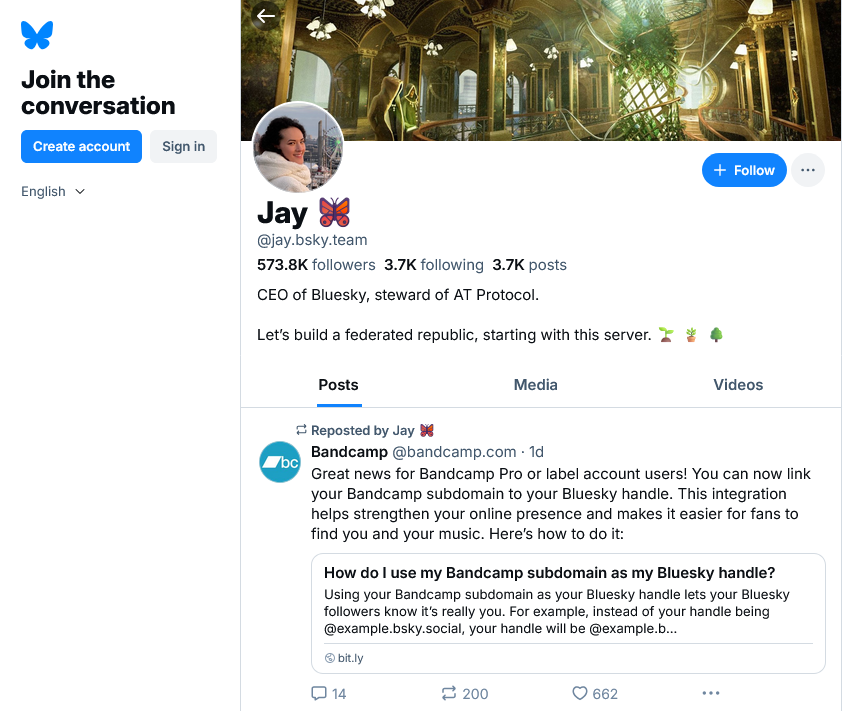 Join the
conversation
Create account
Sign in
English
Follow
Jay 🦋
@jay.bsky.team
573.8K followers 3.7K following 3.7K posts
CEO of Bluesky, steward of AT Protocol.
Let’s build a federated republic, starting with this server. 🌱 🪴 🌳
Posts
Media
Videos
Reposted by Jay 🦋
bc
Bandcamp @bandcamp.com · 1d
Great news for Bandcamp Pro or label account users! You can now link
your Bandcamp subdomain to your Bluesky handle. This integration
helps strengthen your online presence and makes it easier for fans to
find you and your music. Here’s how to do it:
How do I use my Bandcamp subdomain as my Bluesky handle?
Using your Bandcamp subdomain as your Bluesky handle lets your Bluesky
followers know it’s really you. For example, instead of your handle being
@example.bsky.social, your handle will be @example.b...
bit.ly
14
200
662